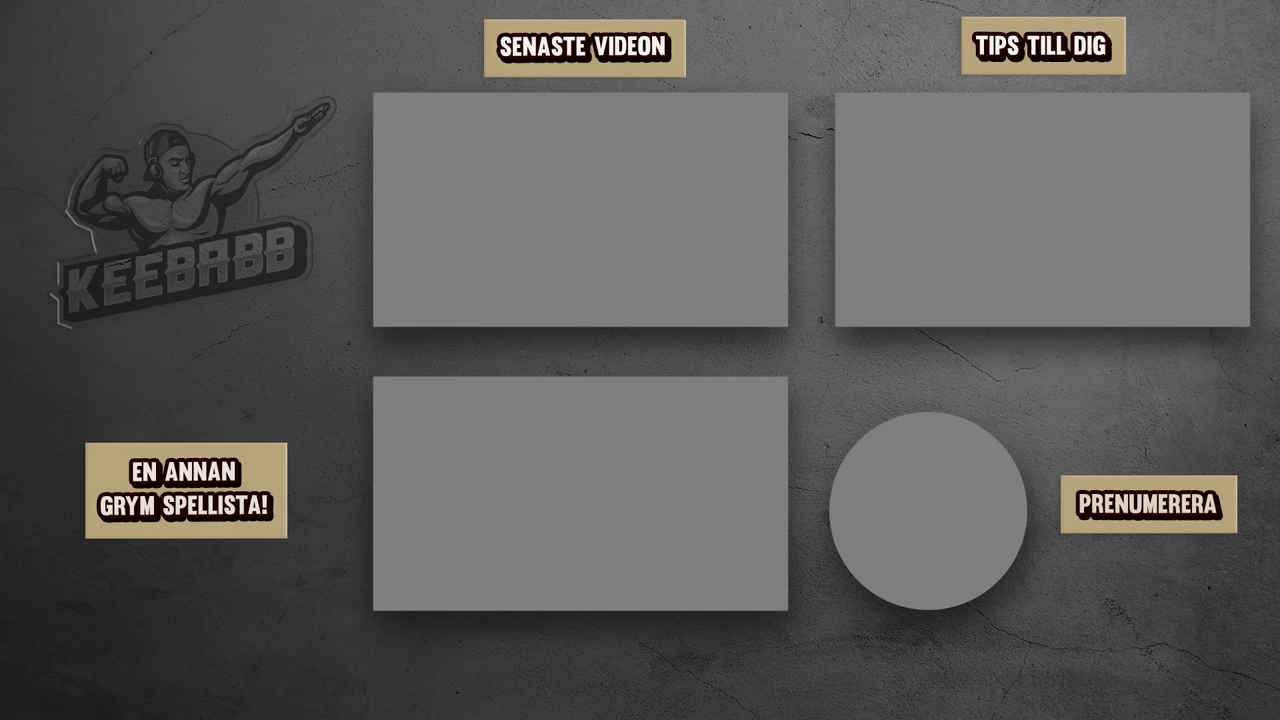 SENASTE VIDEON
TIPS TILL DIG
KEEBABB
EN ANNAN
GRYM SPELLISTA!
PRENUMERERA